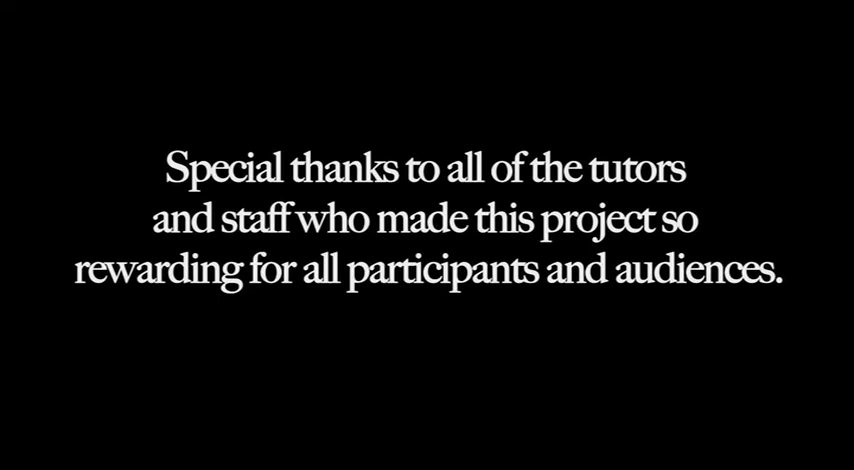 Special thanks to all of the tutors
and staff who made this project so
rewarding for all participants and audiences.